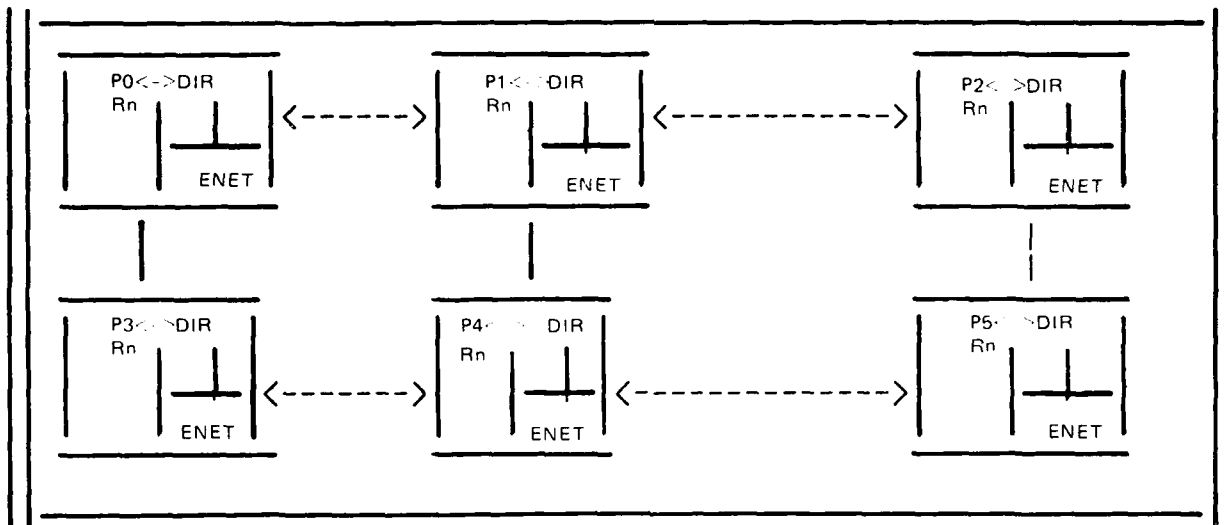 P0<->DIR
Rn
ENET
P1<->DIR
Rn
ENET
P2< >DIR
Rn
ENET
P3< >DIR
Rn
ENET
P4< > DIR
Rn
ENET
P5< >DIR
Rn
ENET